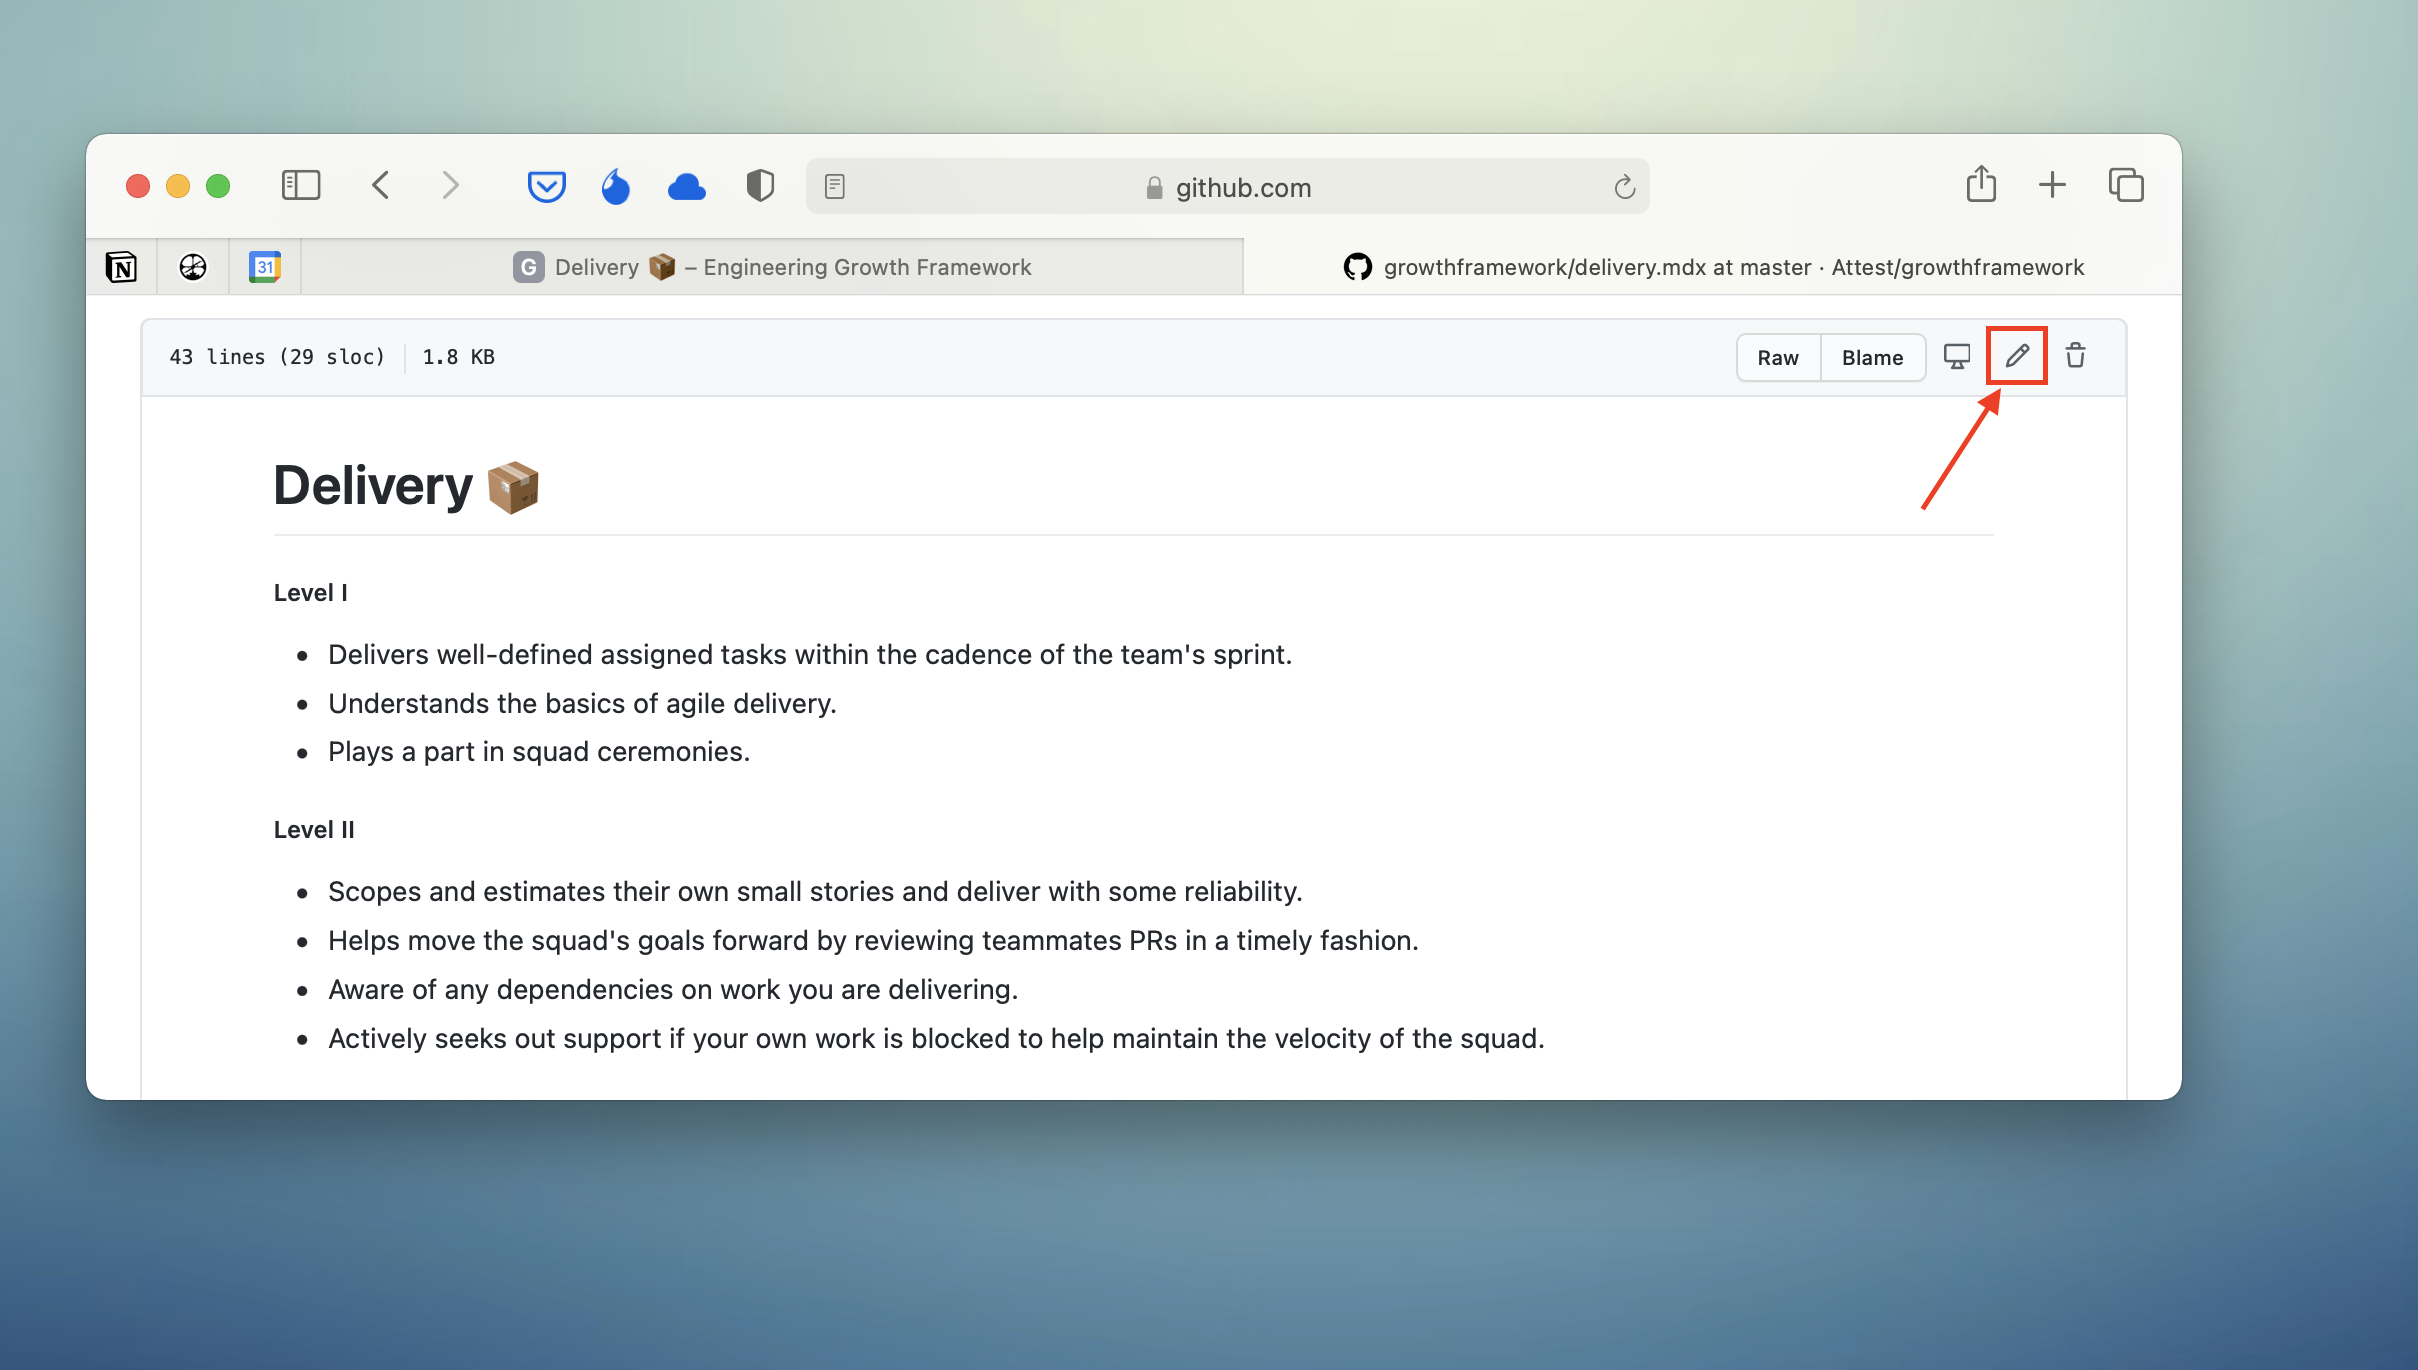 github.com
N
31
G Delivery 📦 – Engineering Growth Framework
growthframework/delivery.mdx at master · Attest/growthframework
43 lines (29 sloc) 1.8 KB
Raw Blame
Delivery 📦
Level I
• Delivers well-defined assigned tasks within the cadence of the team's sprint.
• Understands the basics of agile delivery.
• Plays a part in squad ceremonies.
Level II
• Scopes and estimates their own small stories and deliver with some reliability.
• Helps move the squad's goals forward by reviewing teammates PRs in a timely fashion.
• Aware of any dependencies on work you are delivering.
• Actively seeks out support if your own work is blocked to help maintain the velocity of the squad.